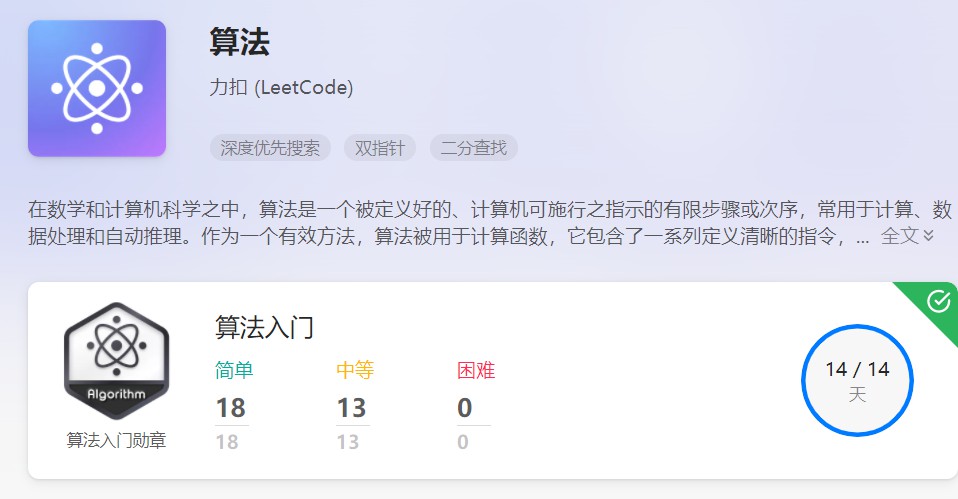 算法
力扣 (LeetCode)
深度优先搜索 双指针 二分查找
在数学和计算机科学之中，算法是一个被定义好的、计算机可施行之指示的有限步骤或次序，常用于计算、数
据处理和自动推理。作为一个有效方法，算法被用于计算函数，它包含了一系列定义清晰的指令，... 全文
Algorithm
算法入门勋章
算法入门
简单 中等 困难
18 13 0
18 13 0
14 / 14
天